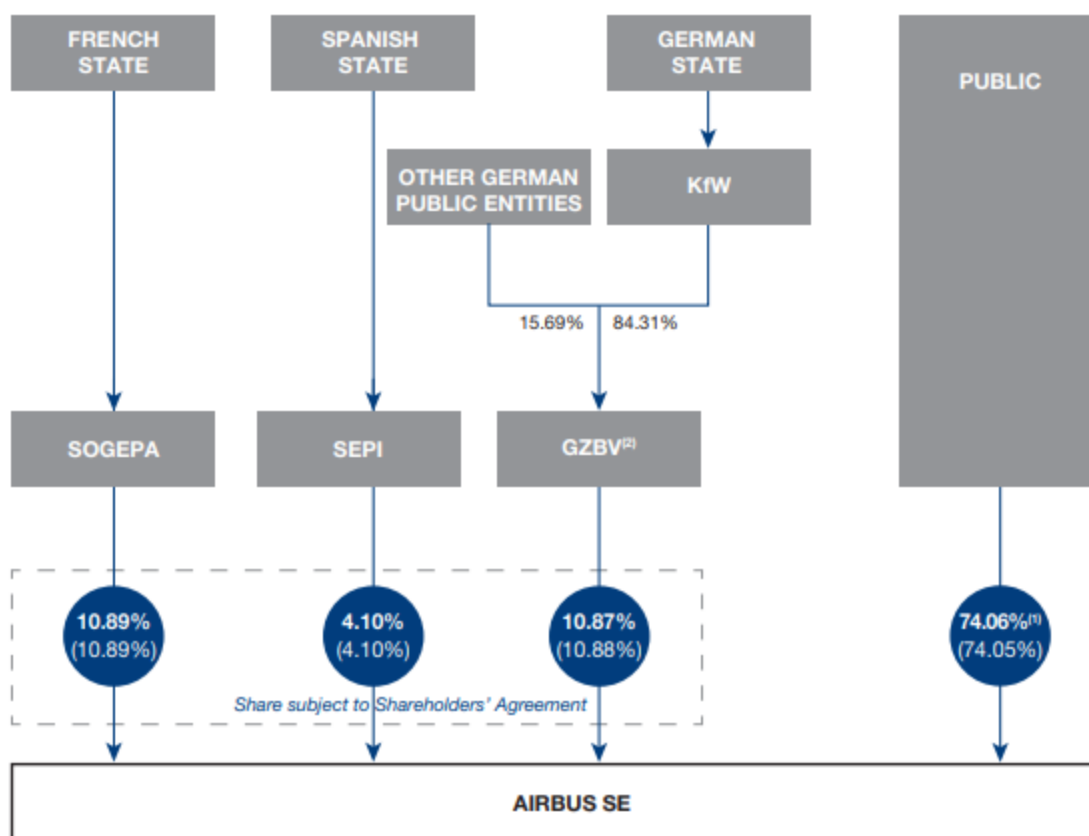 FRENCH
STATE
SPANISH
STATE
GERMAN
STATE
PUBLIC
OTHER GERMAN
PUBLIC ENTITIES
KfW
15.69%
84.31%
SOGEPA
SEPI
GZBV(2)
10.89%
(10.89%)
4.10%
(4.10%)
10.87%
(10.88%)
74.06%(1)
(74.05%)
Share subject to Shareholders' Agreement
AIRBUS SE